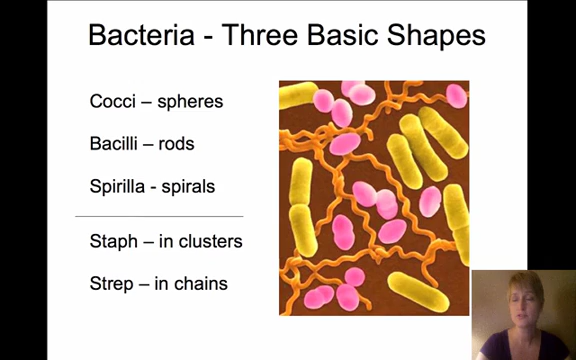 Bacteria - Three Basic Shapes
Cocci – spheres
Bacilli – rods
Spirilla - spirals
Staph – in clusters
Strep – in chains